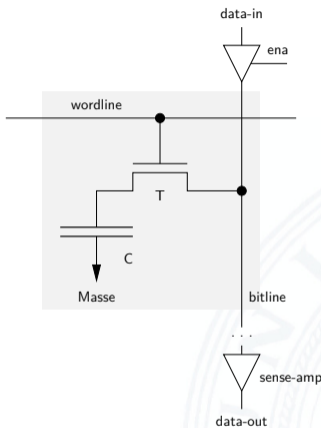 data-in
ena
wordline
T
C
Masse
bitline
. . .
sense-amp
data-out